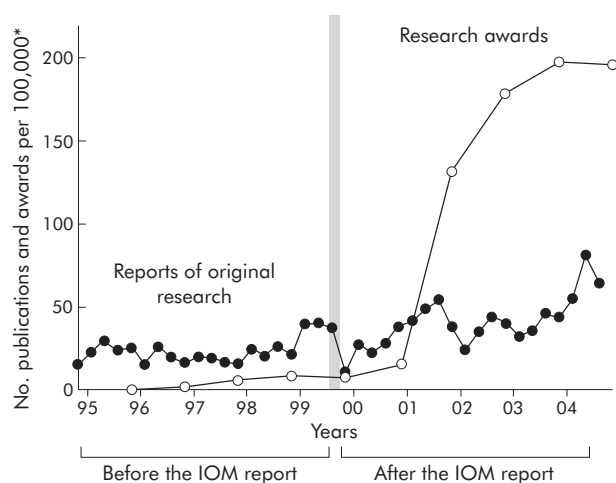 No. publications and awards per 100,000*
200
150
100
50
0
Research awards
Reports of original
research
95 96 97 98 99 00 01 02 03 04
Years
Before the IOM report After the IOM report